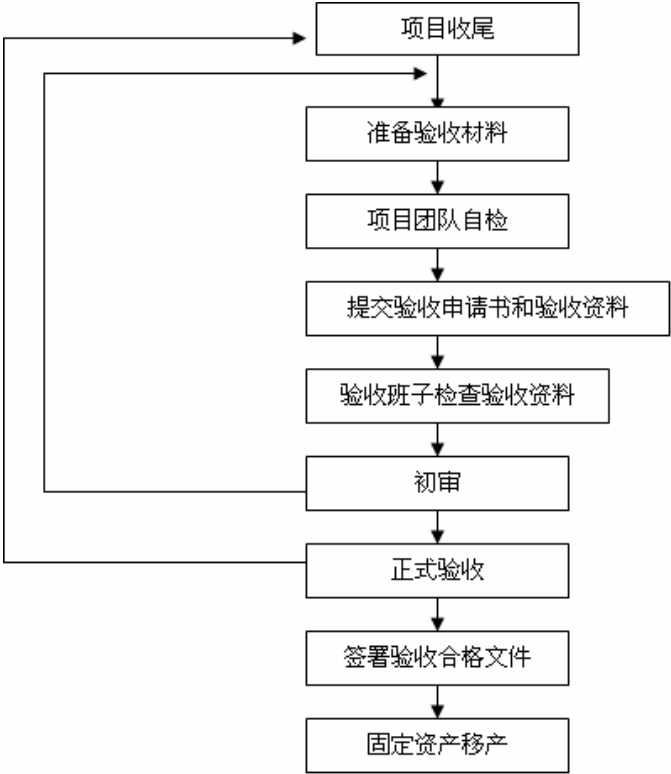 项目收尾
准备验收材料
项目团队自检
提交验收申请书和验收资料
验收班子检查验收资料
初审
正式验收
签署验收合格文件
固定资产移产